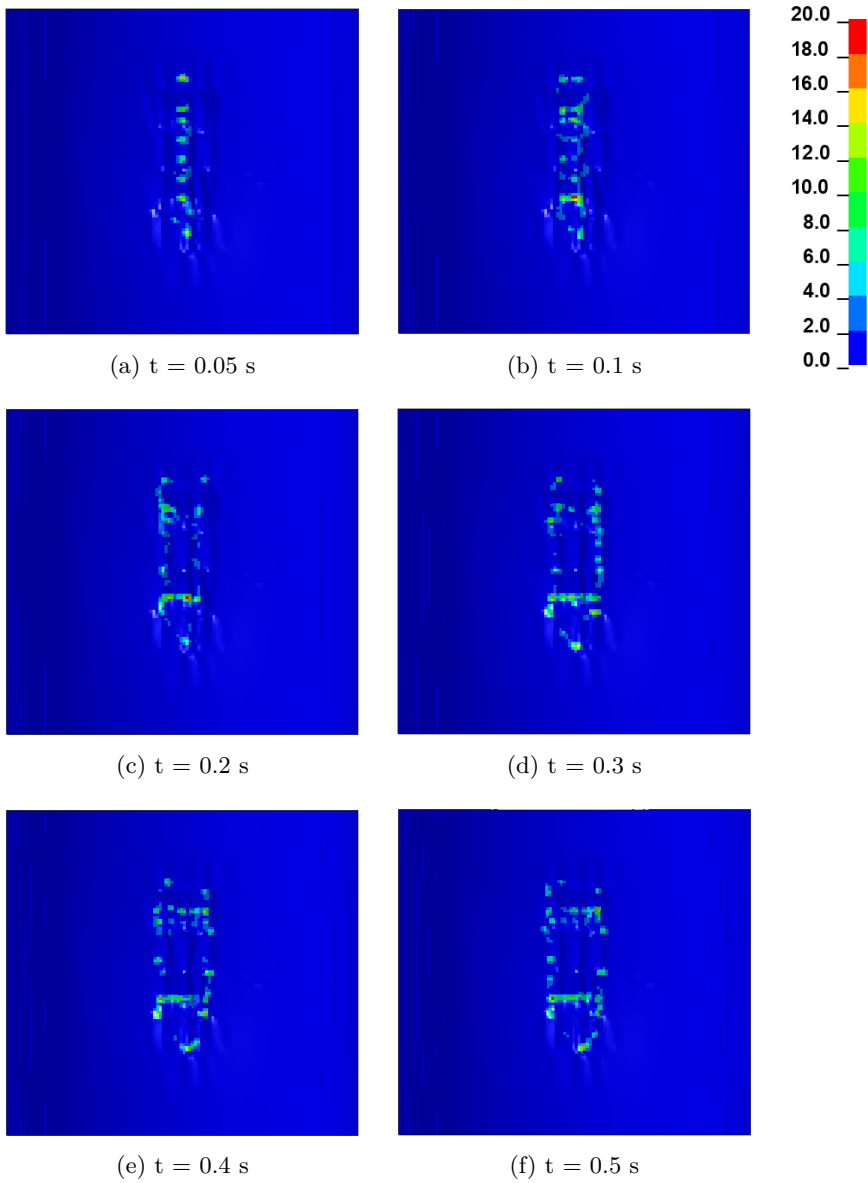 20.0
18.0
16.0
14.0
12.0
10.0
8.0
6.0
4.0
2.0
0.0
(a) t = 0.05 s
(b) t = 0.1 s
(c) t = 0.2 s
(d) t = 0.3 s
(e) t = 0.4 s
(f) t = 0.5 s